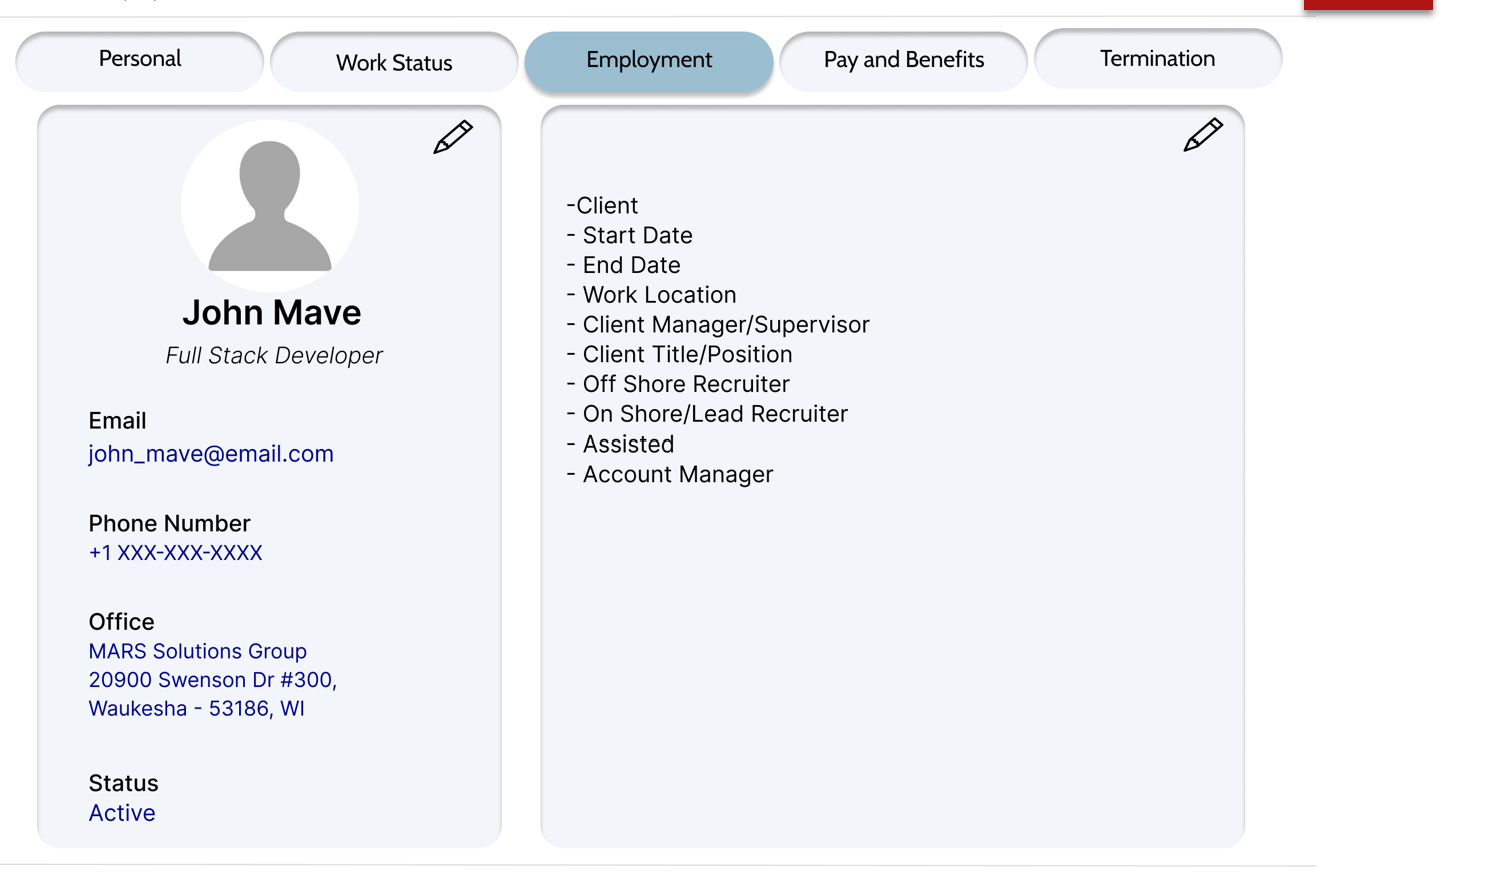 Personal
Work Status
Employment
Pay and Benefits
Termination
John Mave
Full Stack Developer
Email
john_mave@email.com
Phone Number
+1 XXX-XXX-XXXX
Office
MARS Solutions Group
20900 Swenson Dr #300,
Waukesha - 53186, WI
Status
Active
-Client
- Start Date
- End Date
- Work Location
- Client Manager/Supervisor
- Client Title/Position
- Off Shore Recruiter
- On Shore/Lead Recruiter
- Assisted
- Account Manager